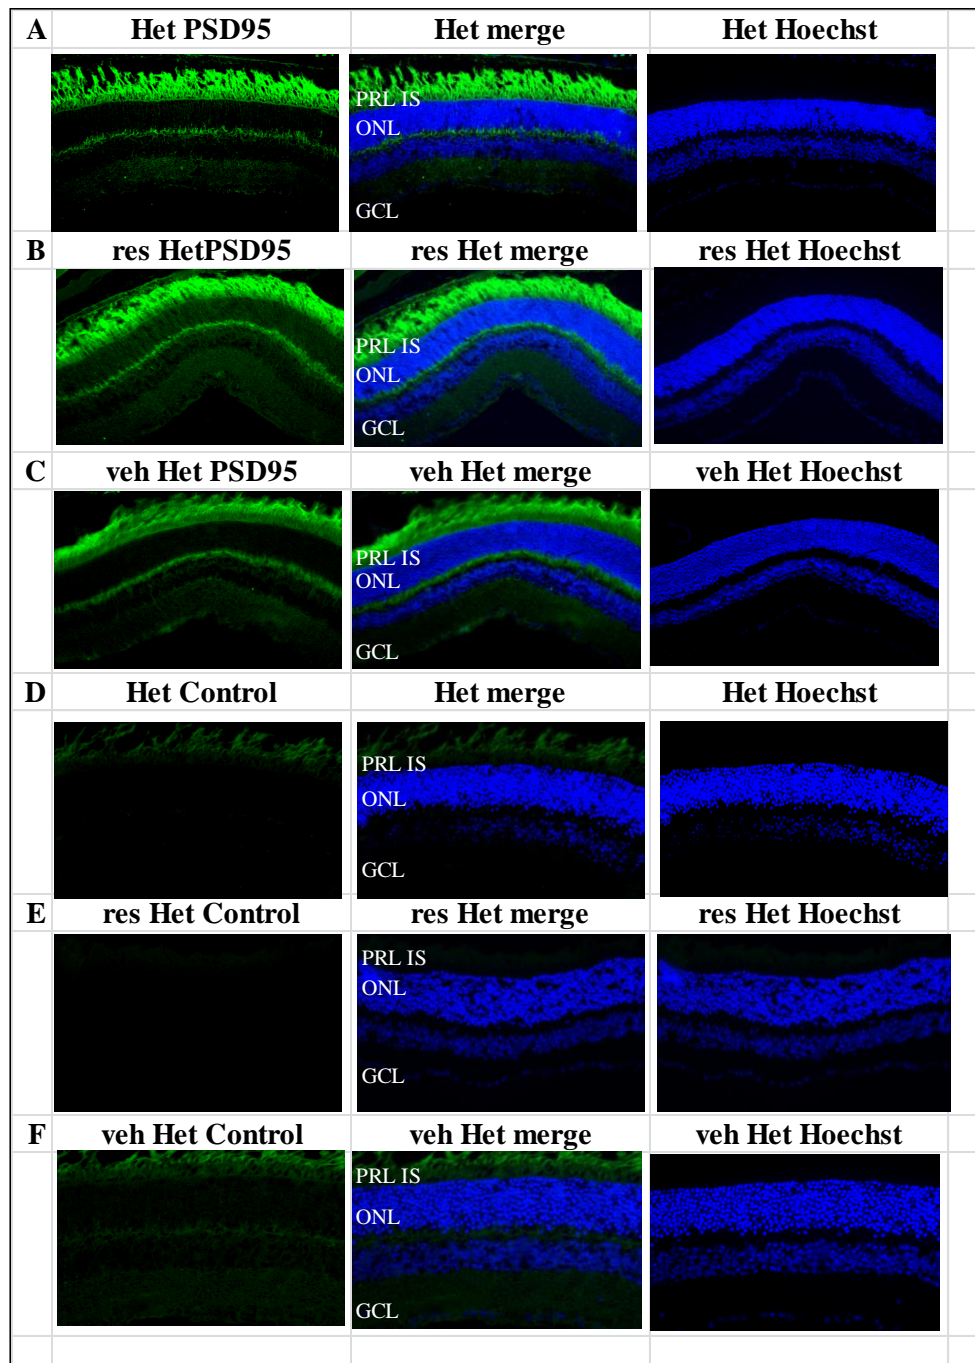 A Het PSD95 Het merge Het Hoechst
PRL IS
ONL
GCL
B res HetPSD95 res Het merge res Het Hoechst
PRL IS
ONL
GCL
C veh Het PSD95 veh Het merge veh Het Hoechst
PRL IS
ONL
GCL
D Het Control Het merge Het Hoechst
PRL IS
ONL
GCL
E res Het Control res Het merge res Het Hoechst
PRL IS
ONL
GCL
F veh Het Control veh Het merge veh Het Hoechst
PRL IS
ONL
GCL